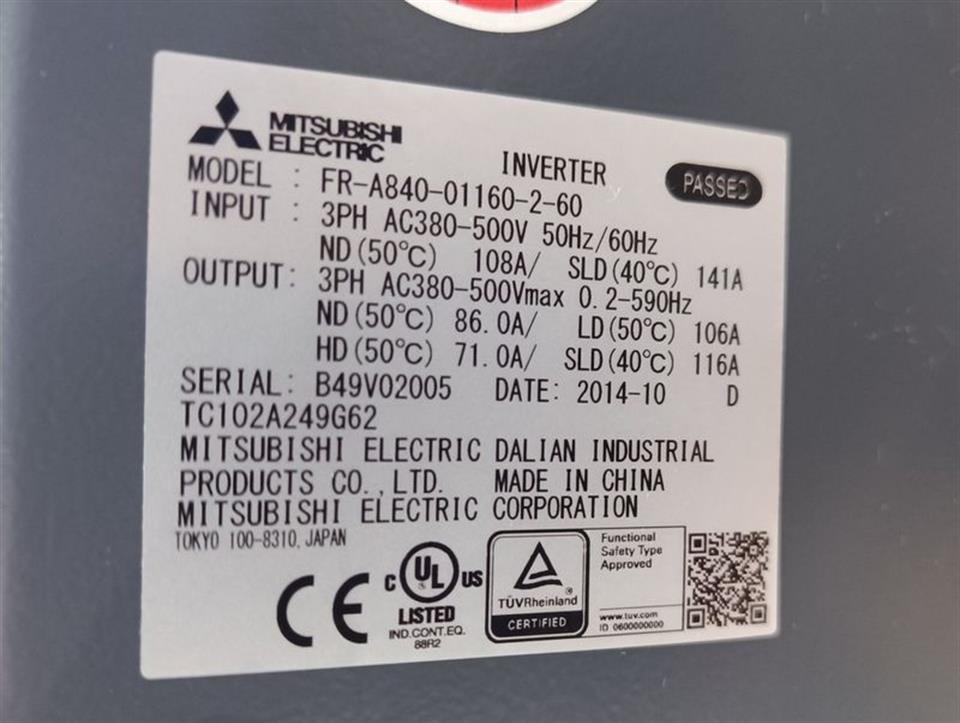 MITSUBISHI
ELECTRIC
INVERTER
PASSED
MODEL : FR-A840-01160-2-60
INPUT : 3PH AC380-500V 50Hz/60Hz
ND(50℃) 108A/ SLD(40℃) 141A
OUTPUT: 3PH AC380-500Vmax 0.2-590Hz
ND(50℃) 86.0A/ LD(50℃) 106A
HD(50℃) 71.0A/ SLD(40℃) 116A
SERIAL: B49V02005 DATE: 2014-10 D
TC102A249G62
MITSUBISHI ELECTRIC DALIAN INDUSTRIAL
PRODUCTS CO.,LTD. MADE IN CHINA
MITSUBISHI ELECTRIC CORPORATION
TOKYO 100-8310, JAPAN
CE
C UL US
LISTED
IND.CONT.EQ.
88R2
TÜVRheinland
CERTIFIED
Functional
Safety Type
Approved
www.tuv.com
ID 0600000000